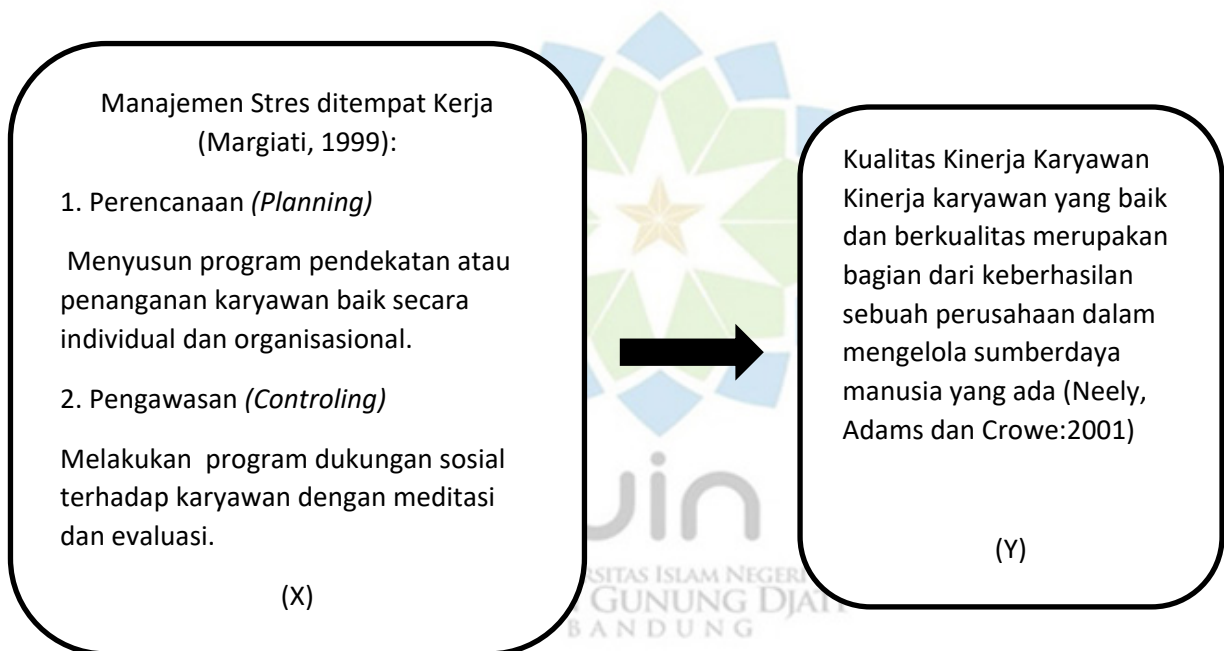 Manajemen Stres ditempat Kerja
(Margiati, 1999):
1. Perencanaan (Planning)
Menyusun program pendekatan atau
penanganan karyawan baik secara
individual dan organisasional.
2. Pengawasan (Controling)
Melakukan program dukungan sosial
terhadap karyawan dengan meditasi
dan evaluasi.
(X)
Kualitas Kinerja Karyawan
Kinerja karyawan yang baik
dan berkualitas merupakan
bagian dari keberhasilan
sebuah perusahaan dalam
mengelola sumberdaya
manusia yang ada (Neely,
Adams dan Crowe:2001)
(Y)
uin
ISLAM NEGERI
GUNUNG DJATI
BANDUNG